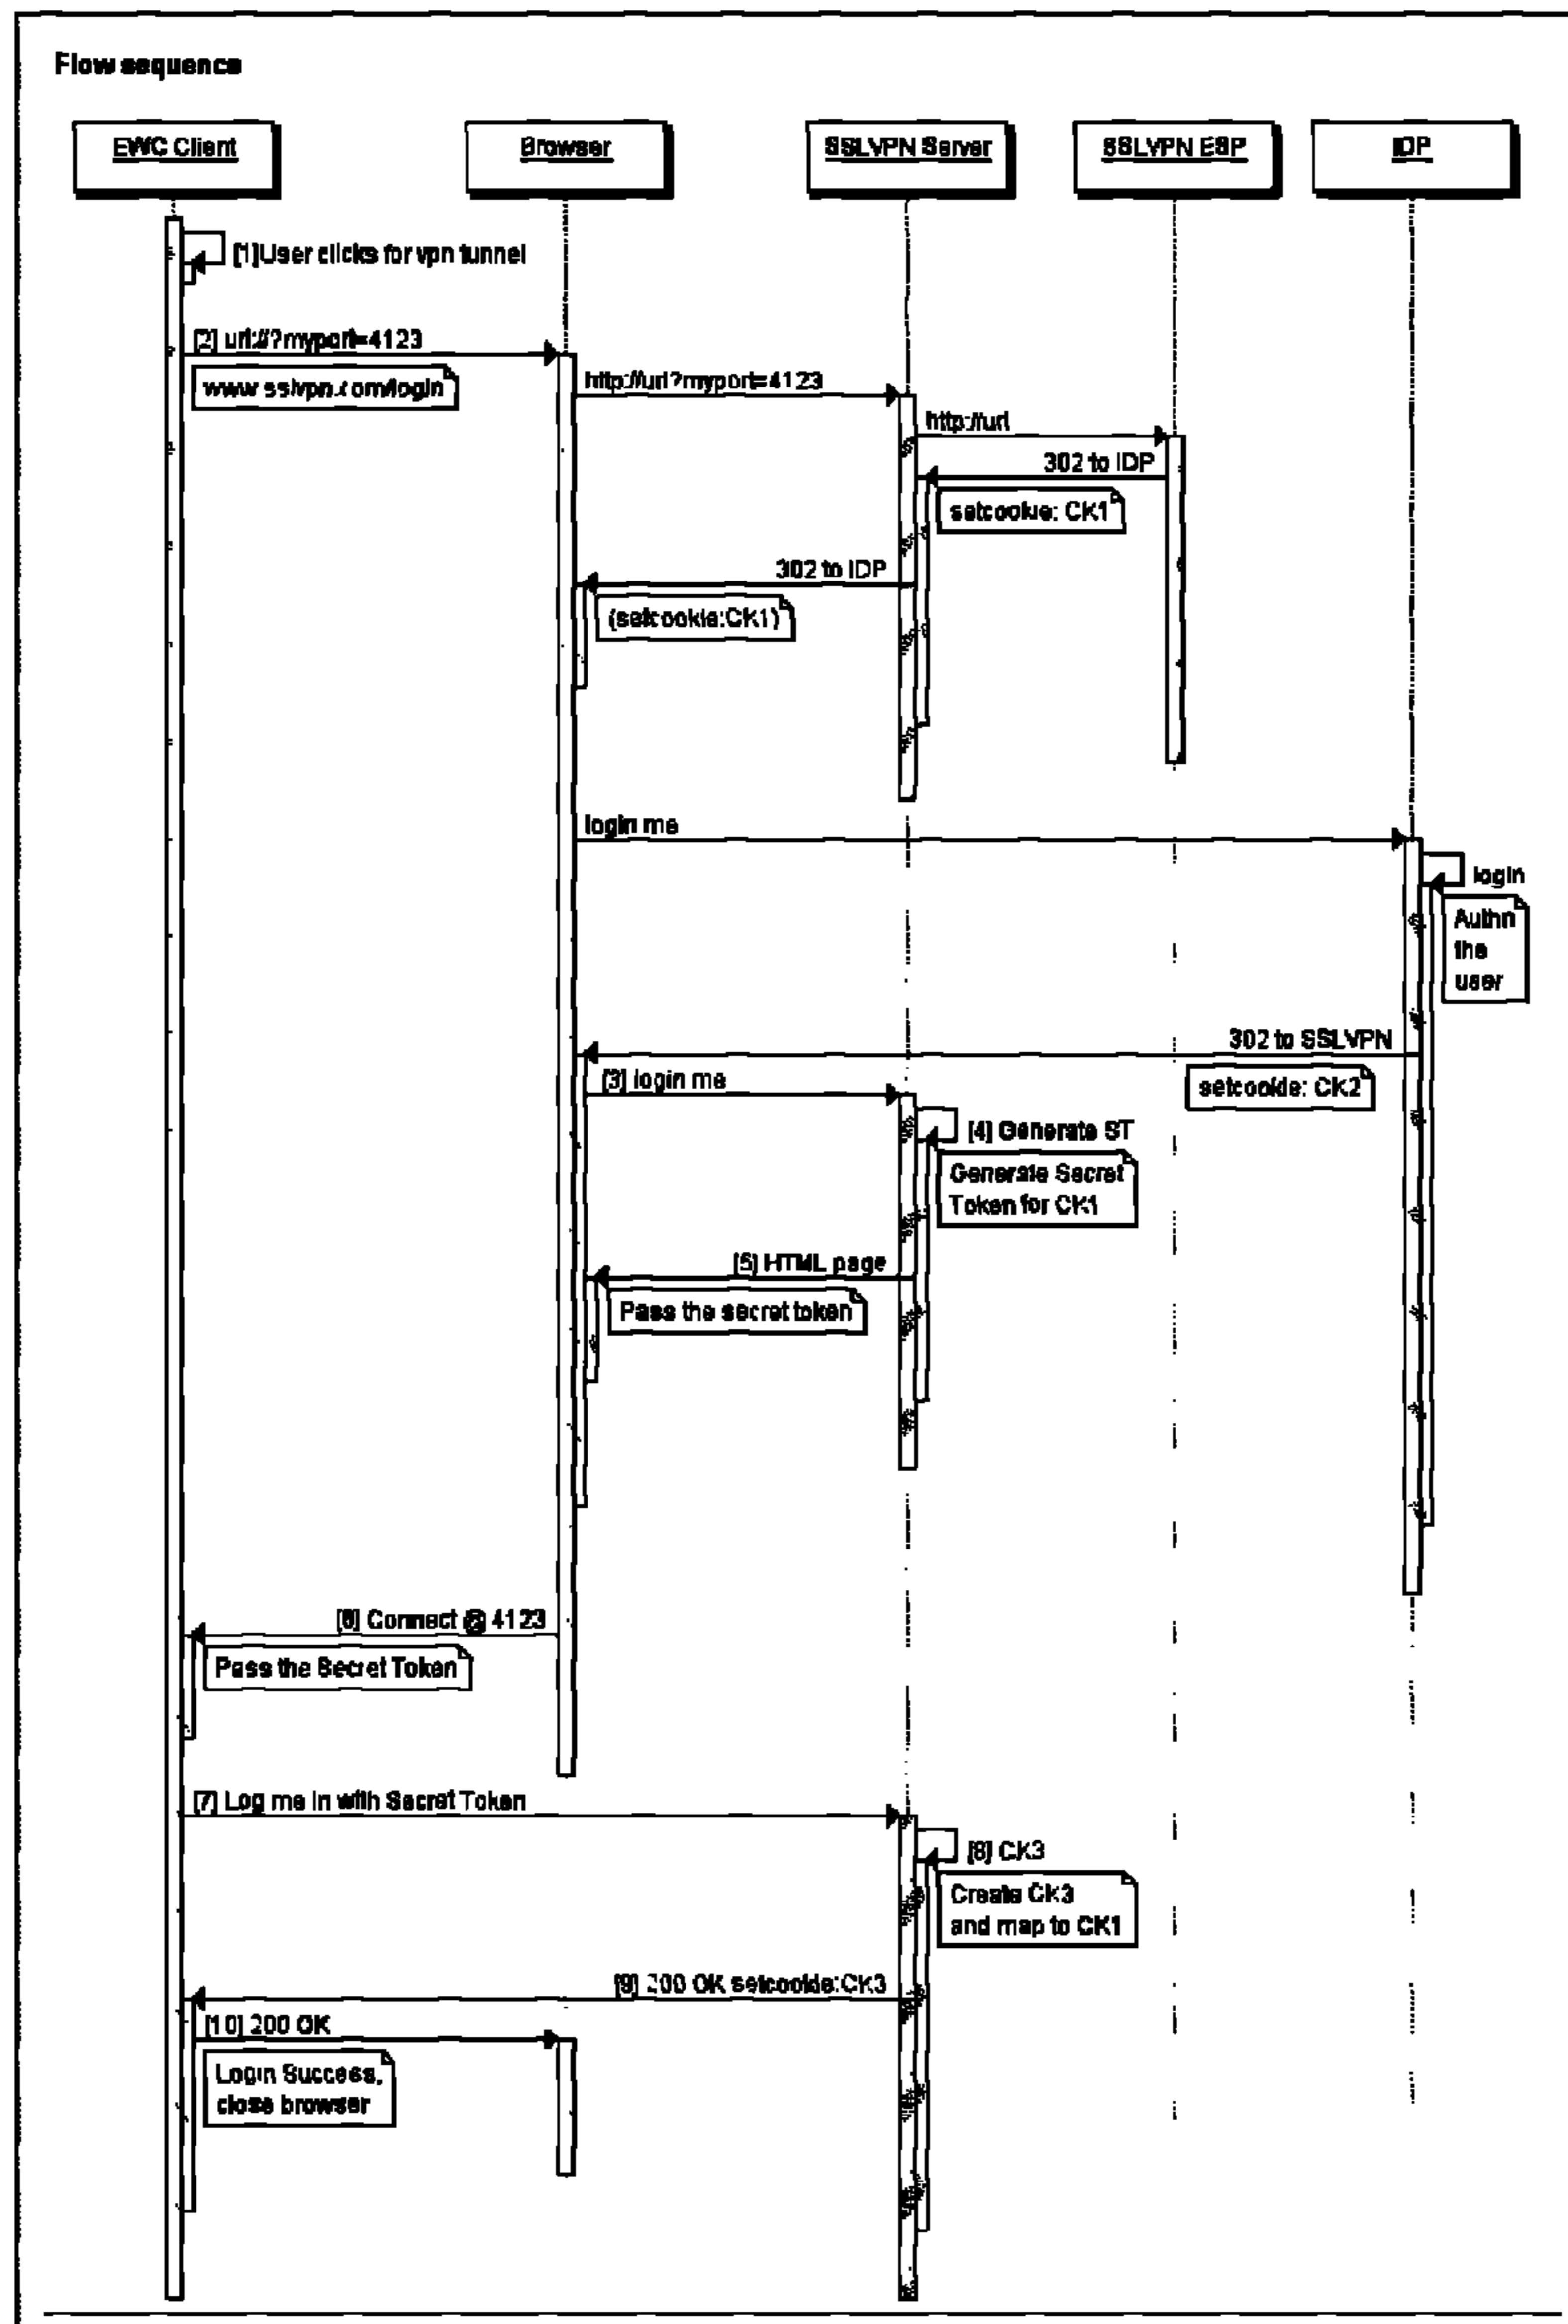 Flow sequence
EWC Client
Browser
SSLVPN Server
SSLVPN ESP
IDP
[1]User clicks for vpn tunnel
[2] url:#?myport=4123
www.sslvpn.com/login
http://url?myport=4123
http://url
302 to IDP
setcookie: CK1
302 to IDP
(setcookie:CK1)
login me
login
Authn
the
user
302 to SSLVPN
setcookie: CK2
[3] login me
[4] Generate ST
Generate Secret
Token for CK1
[5] HTML page
Pass the secret token
[6] Connect @ 4123
Pass the Secret Token
[7] Log me in with Secret Token
[8] CK3
Create CK3
and map to CK1
[9] 200 OK setcookie:CK3
[10] 200 OK
Login Success,
close browser